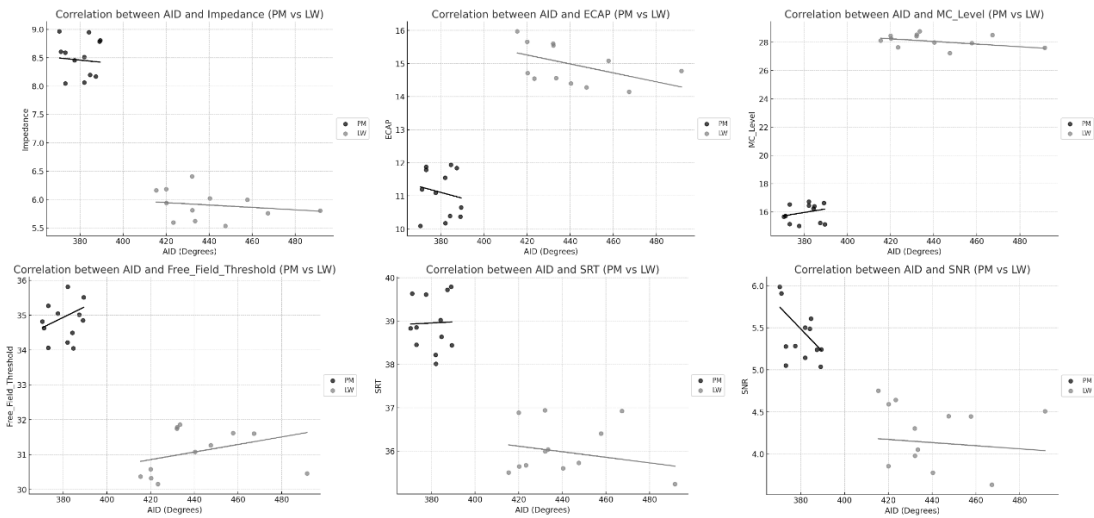 Correlation between AID and Impedance (PM vs LW)
Impedance
9.0
8.5
8.0
7.5
7.0
6.5
6.0
5.5
380
400
420
440
460
480
AID (Degrees)
PM
LW
Correlation between AID and ECAP (PM vs LW)
ECAP
16
15
14
13
12
11
10
380
400
420
440
460
480
AID (Degrees)
PM
LW
Correlation between AID and MC_Level (PM vs LW)
MC_Level
28
26
24
22
20
18
16
380
400
420
440
460
480
AID (Degrees)
PM
LW
Correlation between AID and Free_Field_Threshold (PM vs LW)
Free_Field_Threshold
36
35
34
33
32
31
30
380
400
420
440
460
480
AID (Degrees)
PM
LW
Correlation between AID and SRT (PM vs LW)
SRT
40
39
38
37
36
380
400
420
440
460
480
AID (Degrees)
PM
LW
Correlation between AID and SNR (PM vs LW)
SNR
6.0
5.5
5.0
4.5
4.0
380
400
420
440
460
480
AID (Degrees)
PM
LW